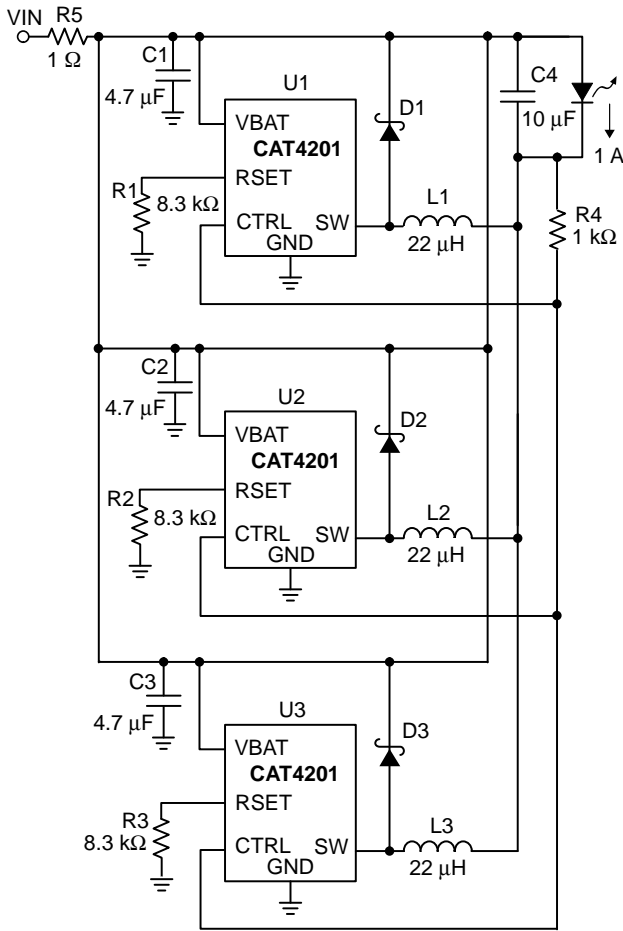 VIN
R5
1 Ω
C1
4.7 μF
U1
VBAT
CAT4201
RSET
CTRL
SW
GND
R1
8.3 kΩ
D1
L1
22 μH
C4
10 μF
1 A
R4
1 kΩ
C2
4.7 μF
U2
VBAT
CAT4201
RSET
CTRL
SW
GND
R2
8.3 kΩ
D2
L2
22 μH
C3
4.7 μF
U3
VBAT
CAT4201
RSET
CTRL
SW
GND
R3
8.3 kΩ
D3
L3
22 μH